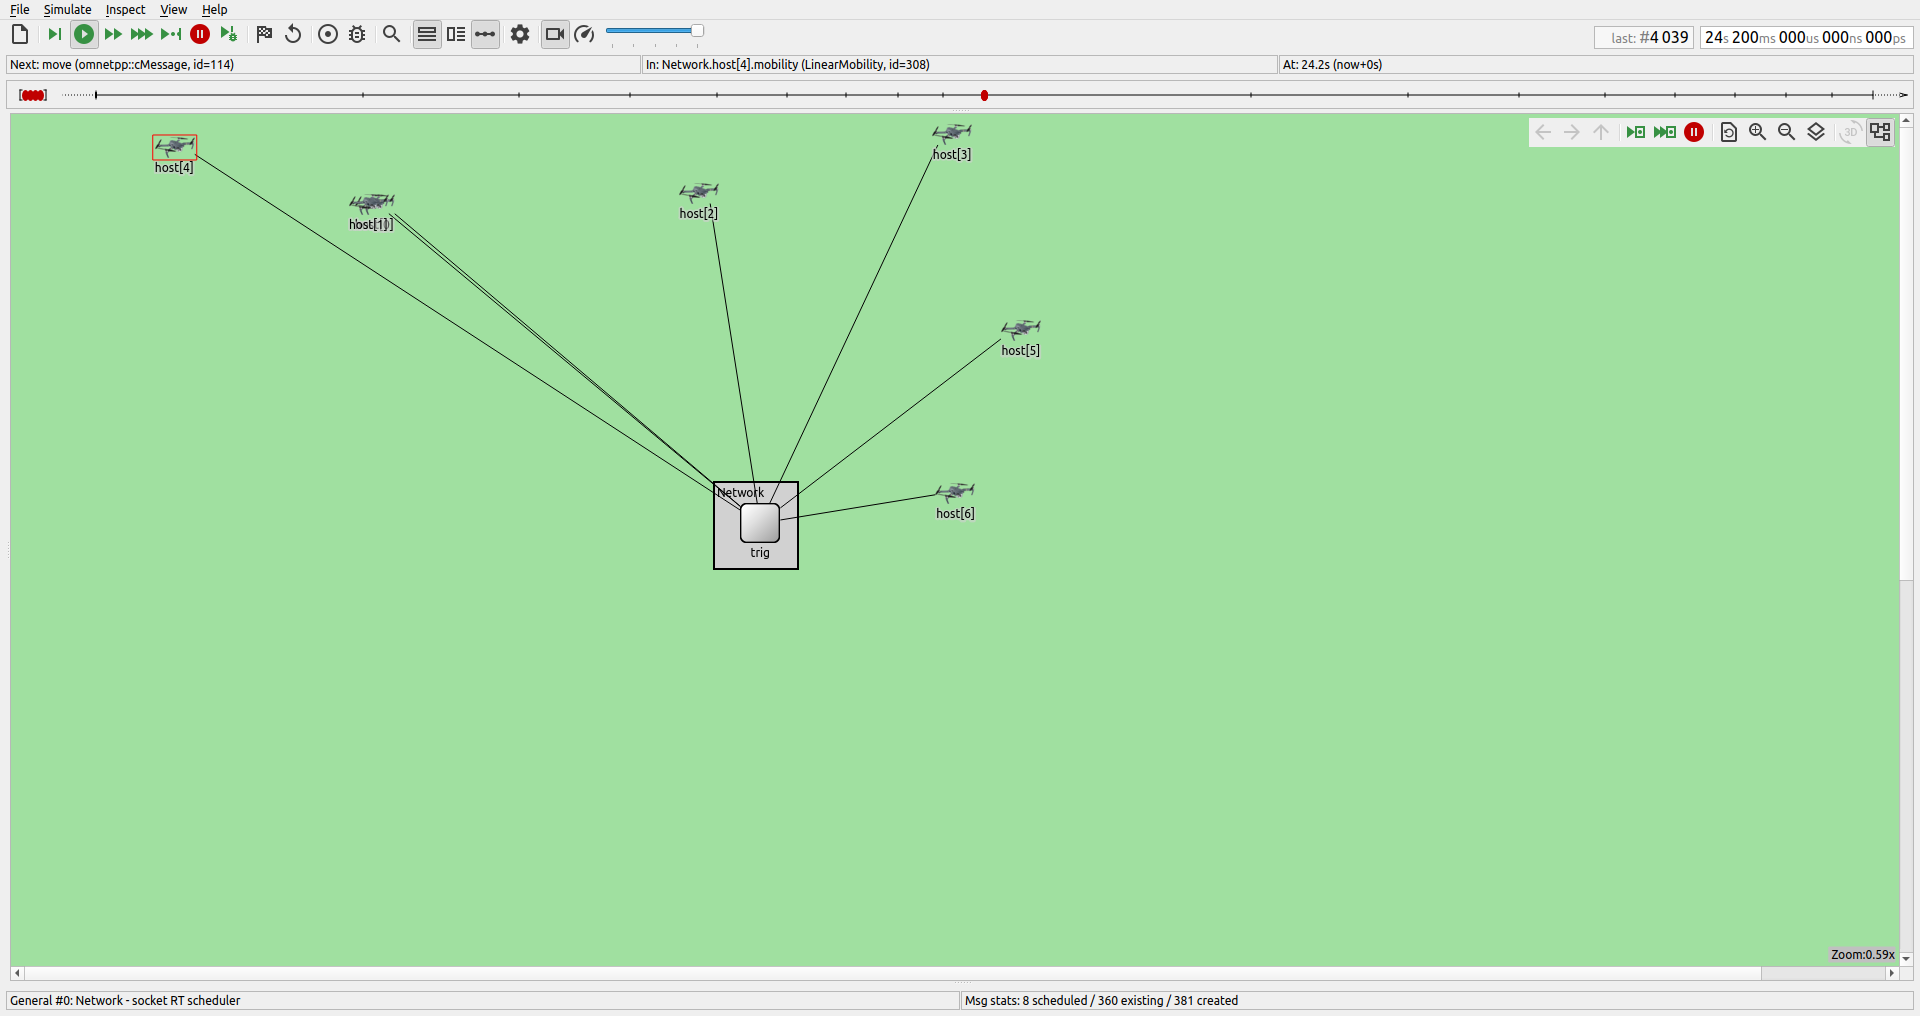 File Simulate Inspect View Help
last: #4 039
24s 200ms 000us 000ns 000ps
Next: move (omnetpp::cMessage, id=114)
In: Network.host[4].mobility (LinearMobility, id=308)
At: 24.2s (now+0s)
3D
host[3]
host[4]
host[2]
host[1]
host[5]
Network
host[6]
trig
Zoom:0.59x
General #0: Network - socket RT scheduler
Msg stats: 8 scheduled / 360 existing / 381 created